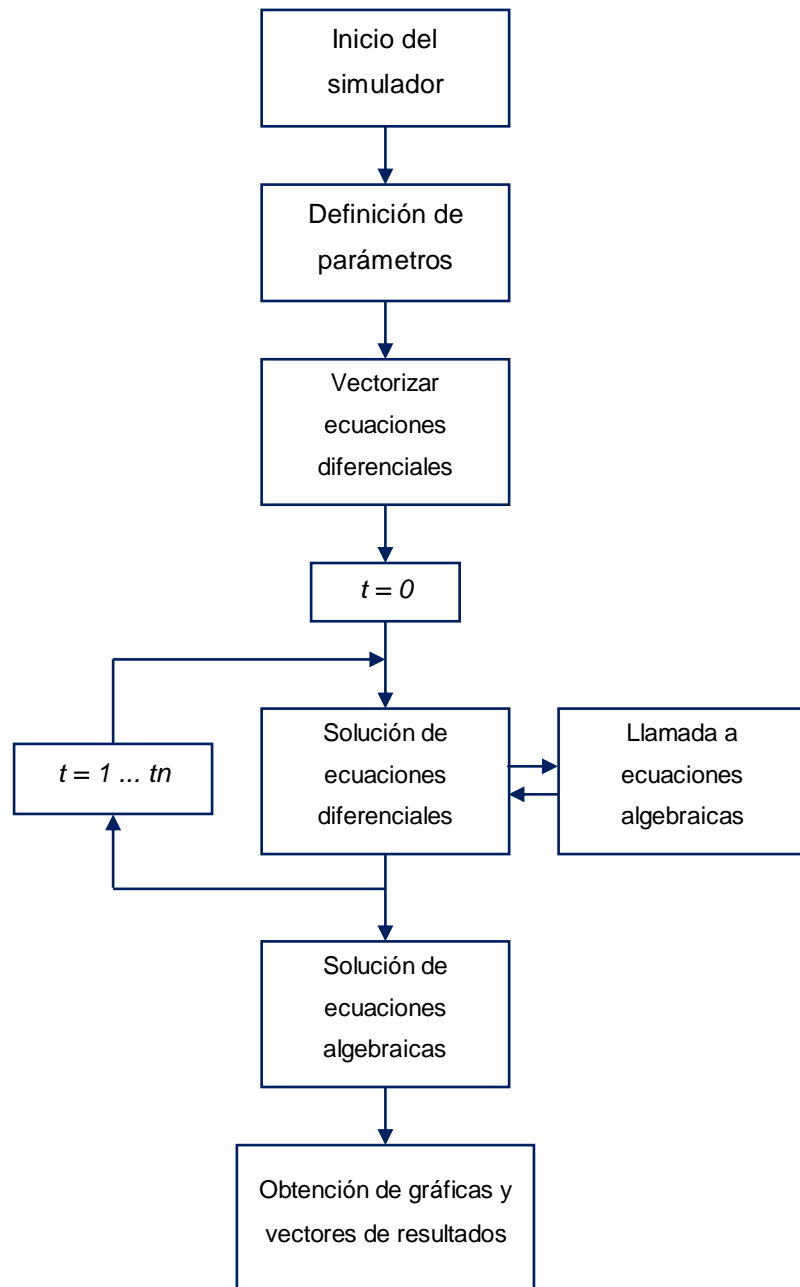 Inicio del
simulador
Definición de
parámetros
Vectorizar
ecuaciones
diferenciales
t = 0
t = 1 ... tn
Solución de
ecuaciones
diferenciales
Llamada a
ecuaciones
algebraicas
Solución de
ecuaciones
algebraicas
Obtención de gráficas y
vectores de resultados